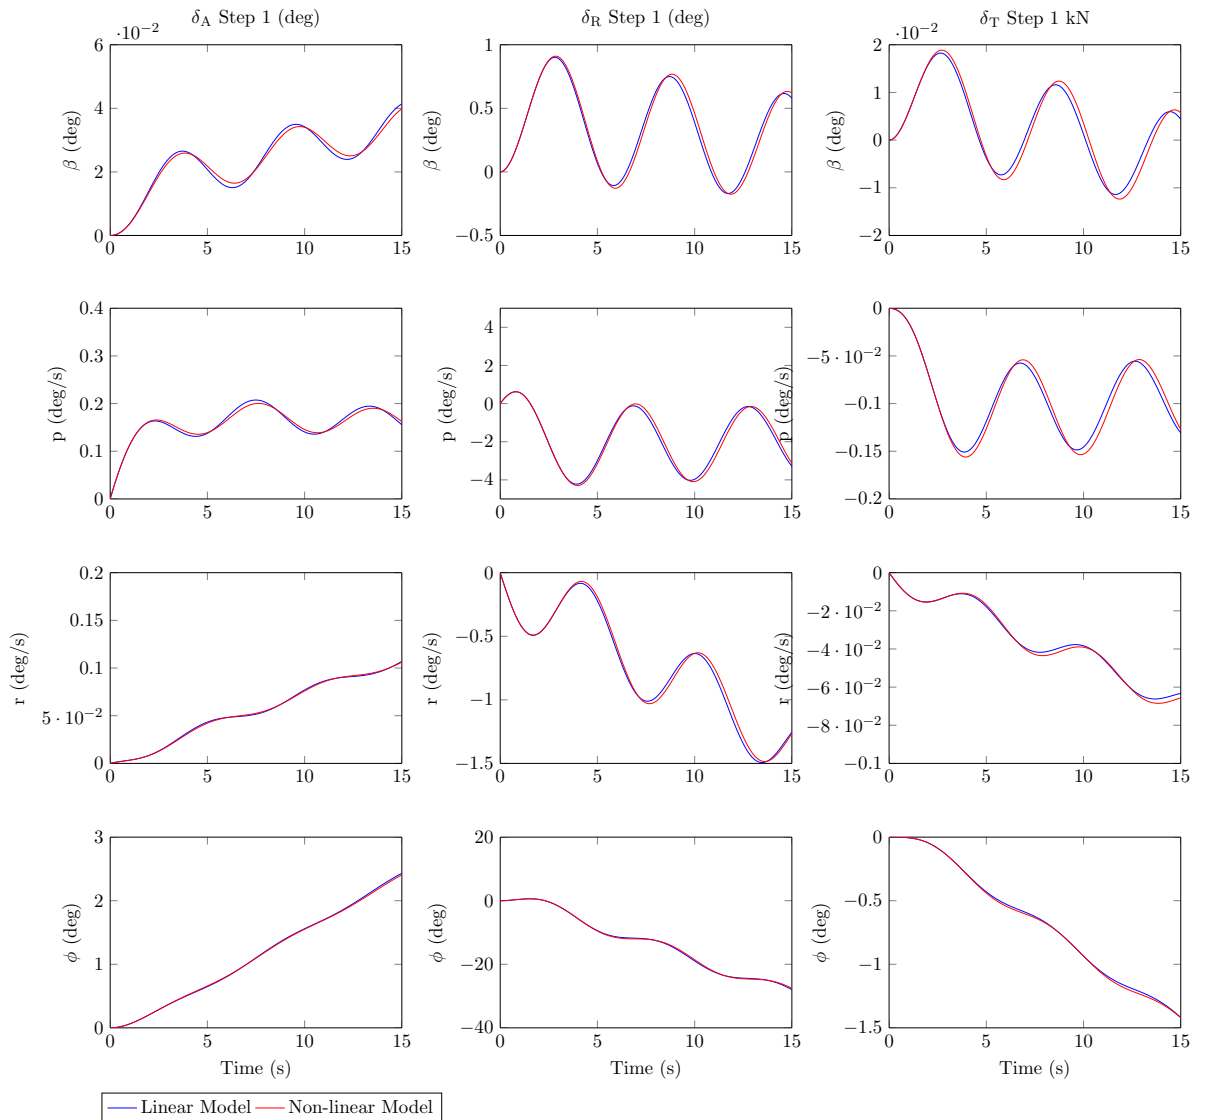 δA Step 1 (deg)
·10−2
0 2 4 6
0 5 10 15
β (deg)
δR Step 1 (deg)
−0.5 0 0.5 1
0 5 10 15
β (deg)
δT Step 1 kN
·10−2
−2 −1 0 1 2
0 5 10 15
β (deg)
0 0.1 0.2 0.3 0.4
0 5 10 15
p (deg/s)
−4 −2 0 2 4
0 5 10 15
p (deg/s)
−0.2 −0.15 −0.1 −5 · 10−2 0
0 5 10 15
p (deg/s)
0 5 · 10−2 0.1 0.15 0.2
0 5 10 15
r (deg/s)
−1.5 −1 −0.5 0
0 5 10 15
r (deg/s)
−0.1 −8 · 10−2 −6 · 10−2 −4 · 10−2 −2 · 10−2 0
0 5 10 15
r (deg/s)
0 1 2 3
0 5 10 15
ϕ (deg)
Time (s)
−40 −20 0 20
0 5 10 15
ϕ (deg)
Time (s)
−1.5 −1 −0.5 0
0 5 10 15
ϕ (deg)
Time (s)
Linear Model Non-linear Model